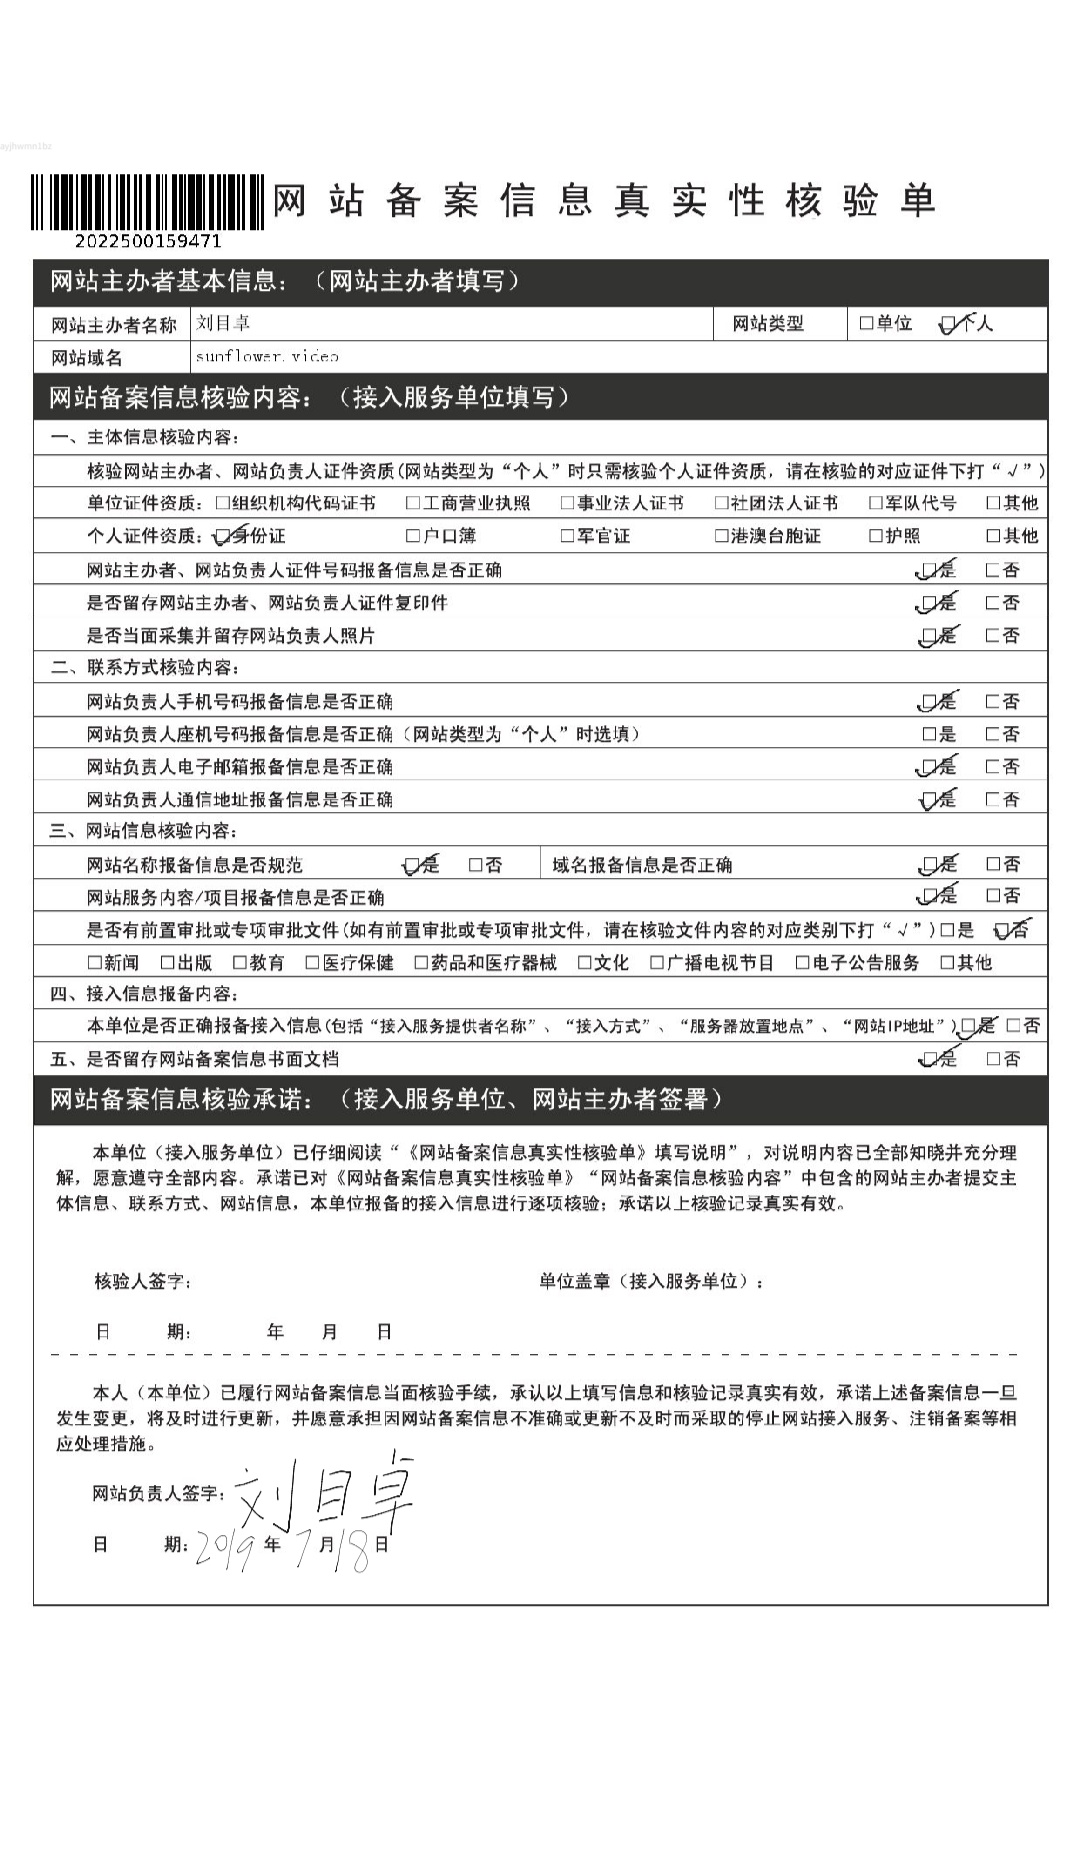 ayjhwmn1bz
网站备案信息真实性核验单
2022500159471
网站主办者基本信息：（网站主办者填写）
网站主办者名称 刘目卓 网站类型 □单位 ☑个人
网站域名 sunflower.video
网站备案信息核验内容：（接入服务单位填写）
一、主体信息核验内容：
核验网站主办者、网站负责人证件资质(网站类型为“个人”时只需核验个人证件资质，请在核验的对应证件下打“√”)
单位证件资质：□组织机构代码证书 □工商营业执照 □事业法人证书 □社团法人证书 □军队代号 □其他
个人证件资质：☑身份证 □户口簿 □军官证 □港澳台胞证 □护照 □其他
网站主办者、网站负责人证件号码报备信息是否正确 ☑是 □否
是否留存网站主办者、网站负责人证件复印件 ☑是 □否
是否当面采集并留存网站负责人照片 ☑是 □否
二、联系方式核验内容：
网站负责人手机号码报备信息是否正确 ☑是 □否
网站负责人座机号码报备信息是否正确（网站类型为“个人”时选填） □是 □否
网站负责人电子邮箱报备信息是否正确 ☑是 □否
网站负责人通信地址报备信息是否正确 ☑是 □否
三、网站信息核验内容：
网站名称报备信息是否规范 ☑是 □否 域名报备信息是否正确 ☑是 □否
网站服务内容/项目报备信息是否正确 ☑是 □否
是否有前置审批或专项审批文件(如有前置审批或专项审批文件，请在核验文件内容的对应类别下打“√”) □是 ☑否
□新闻 □出版 □教育 □医疗保健 □药品和医疗器械 □文化 □广播电视节目 □电子公告服务 □其他
四、接入信息报备内容：
本单位是否正确报备接入信息(包括“接入服务提供者名称”、“接入方式”、“服务器放置地点”、“网站IP地址”) ☑是 □否
五、是否留存网站备案信息书面文档 ☑是 □否
网站备案信息核验承诺：（接入服务单位、网站主办者签署）
本单位（接入服务单位）已仔细阅读“《网站备案信息真实性核验单》填写说明”，对说明内容已全部知晓并充分理
解，愿意遵守全部内容。承诺已对《网站备案信息真实性核验单》“网站备案信息核验内容”中包含的网站主办者提交主
体信息、联系方式、网站信息，本单位报备的接入信息进行逐项核验；承诺以上核验记录真实有效。
核验人签字： 单位盖章（接入服务单位）：
日 期： 年 月 日
本人（本单位）已履行网站备案信息当面核验手续，承认以上填写信息和核验记录真实有效，承诺上述备案信息一旦
发生变更，将及时进行更新，并愿意承担因网站备案信息不准确或更新不及时而采取的停止网站接入服务、注销备案等相
应处理措施。
网站负责人签字：刘目卓
日 期：2019年7月18日